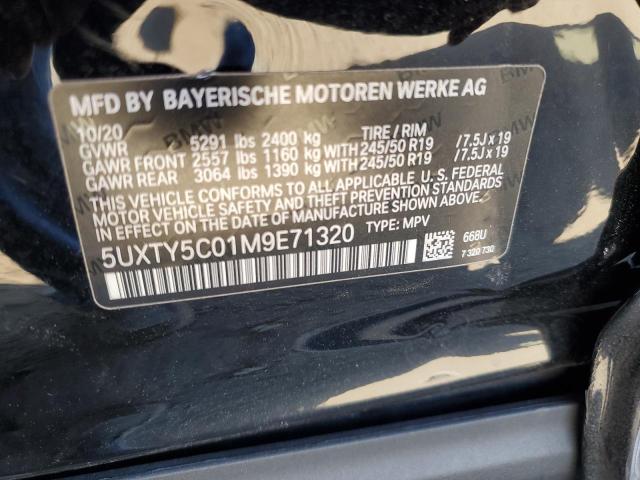 MFD BY BAYERISCHE MOTOREN WERKE AG
10/20 TIRE / RIM
GVWR 5291 lbs 2400 kg
GAWR FRONT 2557 lbs 1160 kg WITH 245/50 R19 /7.5J x 19
GAWR REAR 3064 lbs 1390 kg WITH 245/50 R19 /7.5J x 19
THIS VEHICLE CONFORMS TO ALL APPLICABLE U. S. FEDERAL
MOTOR VEHICLE SAFETY AND THEFT PREVENTION STANDARDS
IN EFFECT ON THE DATE OF MANUFACTURE SHOWN ABOVE.
5UXTY5C01M9E71320 TYPE: MPV
668U
7 320 730